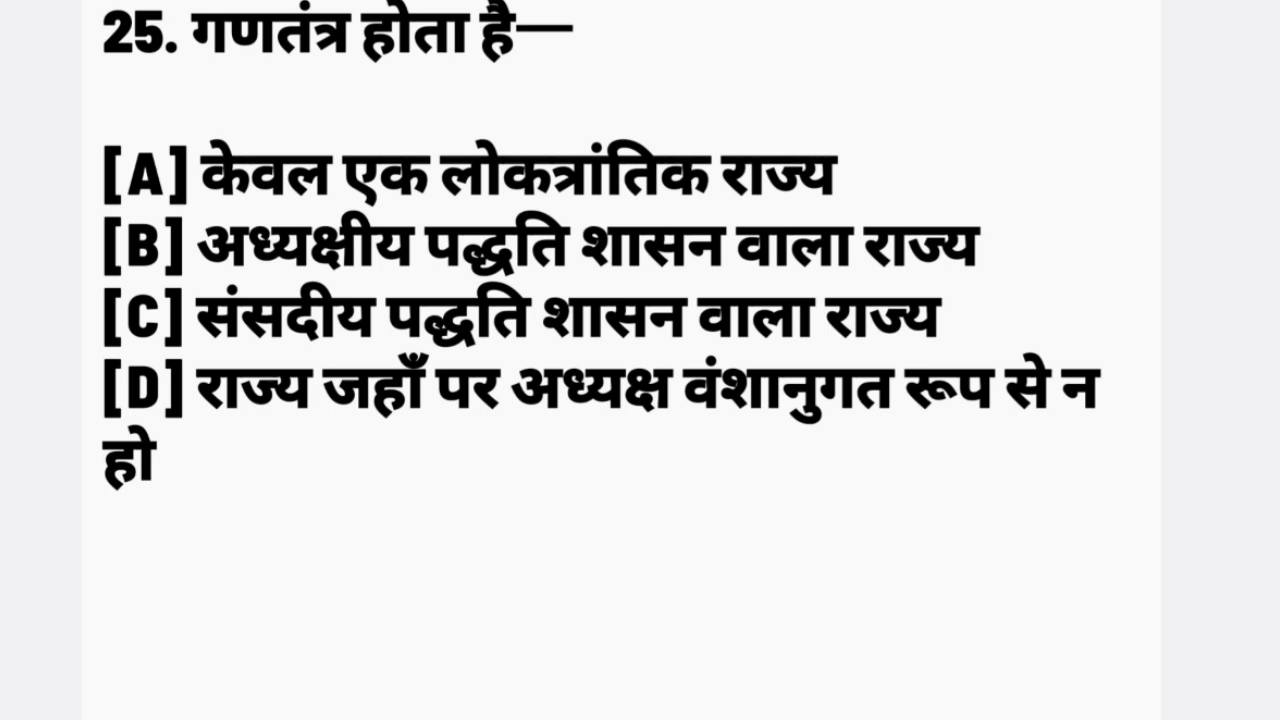 25. गणतंत्र होता है—
[A] केवल एक लोकत्रांतिक राज्य
[B] अध्यक्षीय पद्धति शासन वाला राज्य
[C] संसदीय पद्धति शासन वाला राज्य
[D] राज्य जहाँ पर अध्यक्ष वंशानुगत रूप से न
हो